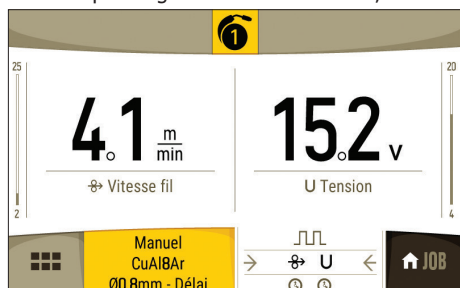 1
25
20
4.1 m/min
15.2 V
Vitesse fil
U Tension
2
4
Manuel
CuAl8Ar
Ø0.8mm - Délai
U
JOB